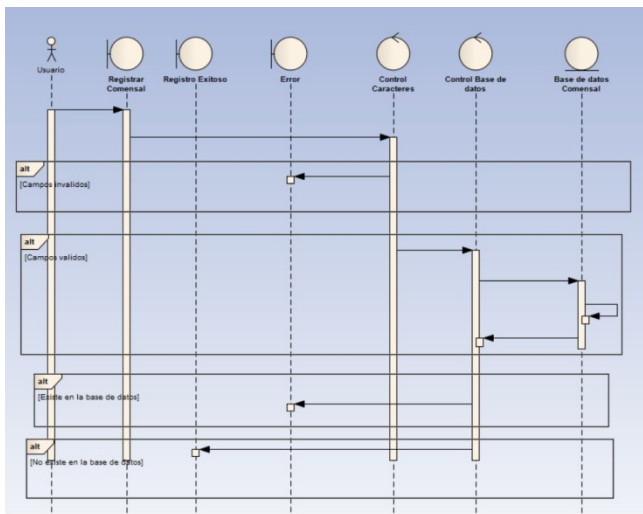 Usuario
Registrar
Comensal
Registro Exitoso
Error
Control
Caracteres
Control Base de
datos
Base de datos
Comensal
alt
[Campos invalidos]
alt
[Campos validos]
alt
[Existe en la base de datos]
alt
[No existe en la base de datos]